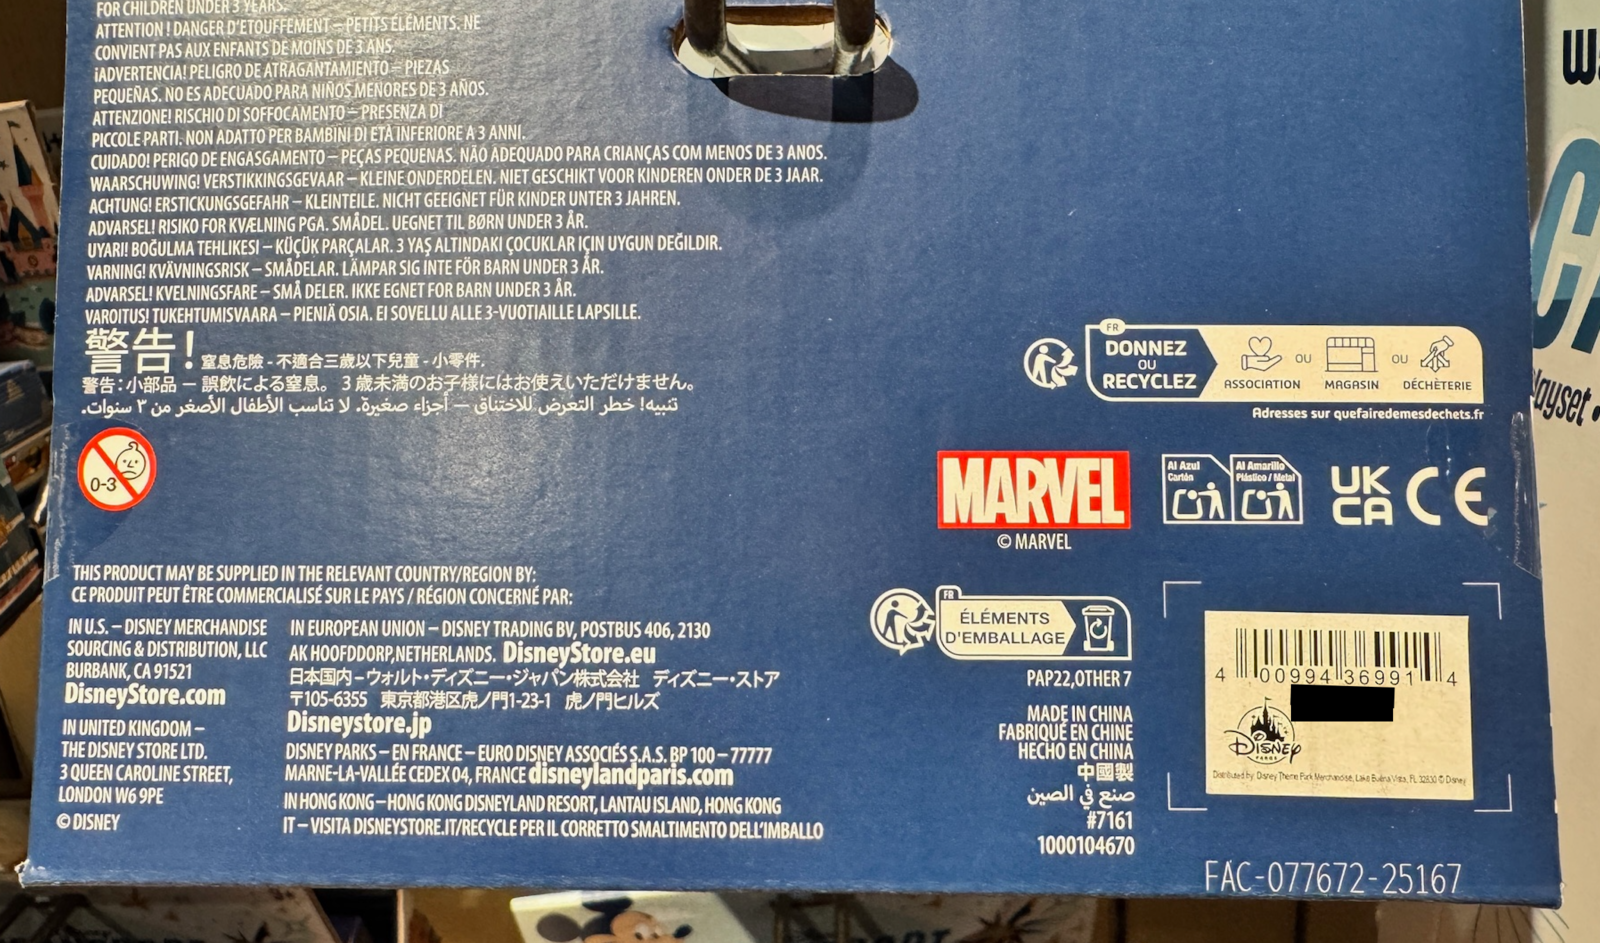 FOR CHILDREN UNDER 3 YEARS.
ATTENTION ! DANGER D'ETOUFFEMENT – PETITS ÉLÉMENTS. NE
CONVIENT PAS AUX ENFANTS DE MOINS DE 3 ANS.
¡ADVERTENCIA! PELIGRO DE ATRAGANTAMIENTO – PIEZAS
PEQUEÑAS. NO ES ADECUADO PARA NIÑOS MENORES DE 3 AÑOS.
ATTENZIONE! RISCHIO DI SOFFOCAMENTO – PRESENZA DI
PICCOLE PARTI. NON ADATTO PER BAMBINI DI ETÀ INFERIORE A 3 ANNI.
CUIDADO! PERIGO DE ENGASGAMENTO – PEÇAS PEQUENAS. NÃO ADEQUADO PARA CRIANÇAS COM MENOS DE 3 ANOS.
WAARSCHUWING! VERSTIKKINGSGEVAAR – KLEINE ONDERDELEN. NIET GESCHIKT VOOR KINDEREN ONDER DE 3 JAAR.
ACHTUNG! ERSTICKUNGSGEFAHR – KLEINTEILE. NICHT GEEIGNET FÜR KINDER UNTER 3 JAHREN.
ADVARSEL! RISIKO FOR KVÆLNING PGA. SMÅDEL. UEGNET TIL BØRN UNDER 3 ÅR.
UYARI! BOĞULMA TEHLIKESI – KÜÇÜK PARÇALAR. 3 YAŞ ALTINDAKI ÇOCUKLAR IÇIN UYGUN DEĞILDIR.
VARNING! KVÄVNINGSRISK – SMÅDELAR. LÄMPAR SIG INTE FÖR BARN UNDER 3 ÅR.
ADVARSEL! KVELNINGSFARE – SMÅ DELER. IKKE EGNET FOR BARN UNDER 3 ÅR.
VAROITUS! TUKEHTUMISVAARA – PIENIÄ OSIA. EI SOVELLU ALLE 3-VUOTIAILLE LAPSILLE.
警告! 窒息危險 - 不適合三歲以下兒童 - 小零件.
警告: 小部品 — 誤飲による窒息。 3 歳未満のお子様にはお使えいただけません。
تنبيه! خطر التعرض للاختناق — أجزاء صغيرة. لا تناسب الأطفال الأصغر من ٣ سنوات.
0-3
FR
DONNEZ
OU
RECYCLEZ
ASSOCIATION
OU
MAGASIN
OU
DÉCHÈTERIE
Adresses sur quefairedemesdechets.fr
MARVEL
© MARVEL
Al Azul
Cartón
Al Amarillo
Plástico / Metal
UK
CA
CE
THIS PRODUCT MAY BE SUPPLIED IN THE RELEVANT COUNTRY/REGION BY:
CE PRODUIT PEUT ÊTRE COMMERCIALISÉ SUR LE PAYS / RÉGION CONCERNÉ PAR:
IN U.S. – DISNEY MERCHANDISE
SOURCING & DISTRIBUTION, LLC
BURBANK, CA 91521
DisneyStore.com
IN UNITED KINGDOM –
THE DISNEY STORE LTD.
3 QUEEN CAROLINE STREET,
LONDON W6 9PE
© DISNEY
IN EUROPEAN UNION – DISNEY TRADING BV, POSTBUS 406, 2130
AK HOOFDDORP,NETHERLANDS. DisneyStore.eu
日本国内 – ウォルト・ディズニー・ジャパン株式会社 ディズニー・ストア
〒105-6355 東京都港区虎ノ門1-23-1 虎ノ門ヒルズ
Disneystore.jp
DISNEY PARKS – EN FRANCE – EURO DISNEY ASSOCIÉS S.A.S. BP 100 – 77777
MARNE-LA-VALLÉE CEDEX 04, FRANCE disneylandparis.com
IN HONG KONG – HONG KONG DISNEYLAND RESORT, LANTAU ISLAND, HONG KONG
IT – VISITA DISNEYSTORE.IT/RECYCLE PER IL CORRETTO SMALTIMENTO DELL'IMBALLO
FR
ÉLÉMENTS
D'EMBALLAGE
PAP22,OTHER 7
MADE IN CHINA
FABRIQUÉ EN CHINE
HECHO EN CHINA
中國製
صنع في الصين
#7161
1000104670
4 00994 36991 4
Disney
PARKS
Distributed by: Disney Theme Park Merchandise, Lake Buena Vista, FL 32830 © Disney
FAC-077672-25167
layset